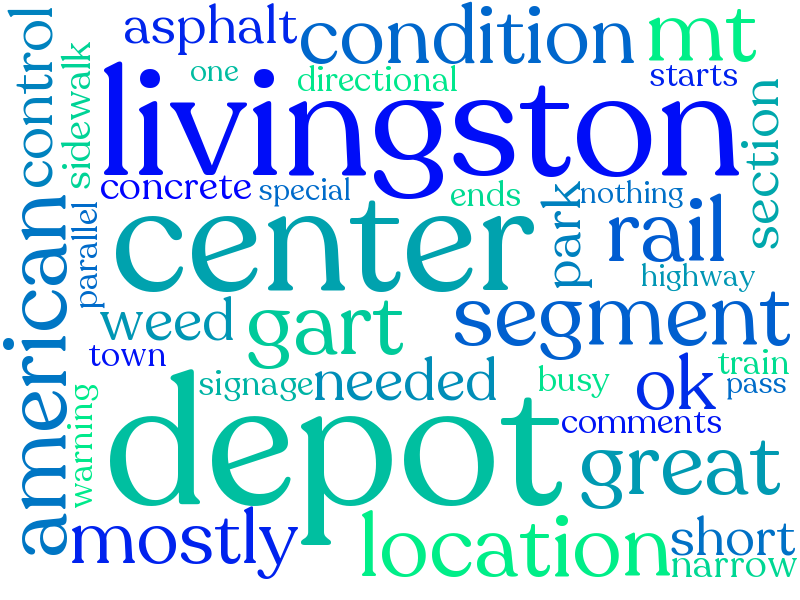 asphalt
condition
mt
control
sidewalk
one
directional
starts
livingston
section
concrete
special
ends
park
nothing
american
parallel
center
rail
highway
weed
gart
segment
town
signage
needed
busy
ok
train
pass
warning
depot
comments
great
mostly
location
short
narrow